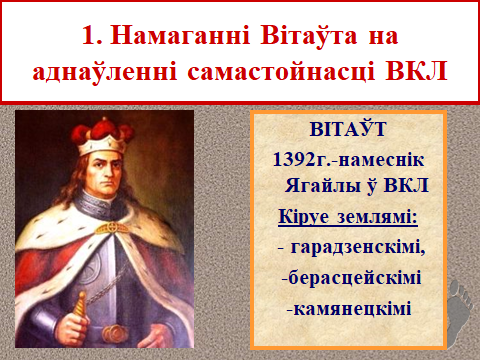 1. Намаганні Вітаўта на
аднаўленні самастойнасці ВКЛ
ВІТАЎТ
1392г.-намеснік
Ягайлы ў ВКЛ
Кіруе землямі:
- гарадзенскімі,
-берасцейскімі
-камянецкімі